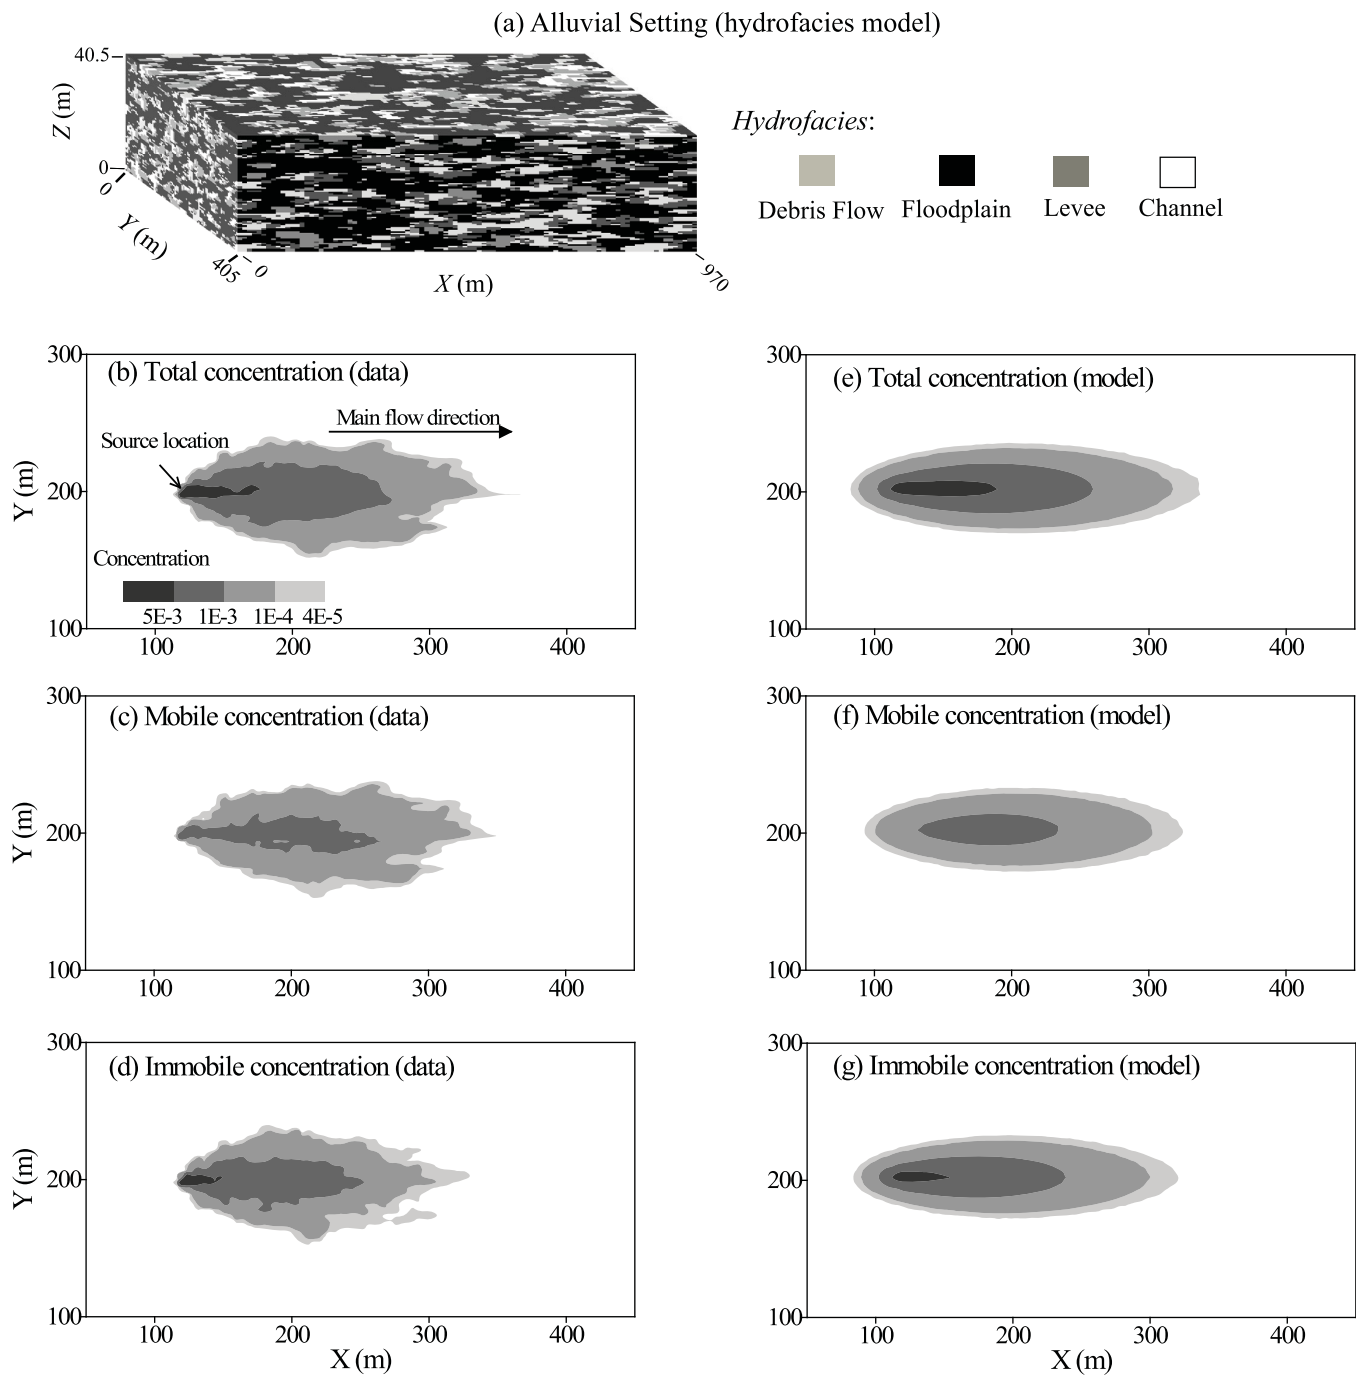 (a) Alluvial Setting (hydrofacies model)
40.5
Z (m)
0
0
Y (m)
405
0
X (m)
970
Hydrofacies:
Debris Flow Floodplain Levee Channel
300
(b) Total concentration (data)
Main flow direction
Source location
200
Y (m)
Concentration
5E-3 1E-3 1E-4 4E-5
100
100 200 300 400
300
(e) Total concentration (model)
200
Y (m)
100
100 200 300 400
300
(c) Mobile concentration (data)
200
Y (m)
100
100 200 300 400
300
(f) Mobile concentration (model)
200
Y (m)
100
100 200 300 400
300
(d) Immobile concentration (data)
200
Y (m)
100
100 200 300 400
X (m)
300
(g) Immobile concentration (model)
200
Y (m)
100
100 200 300 400
X (m)